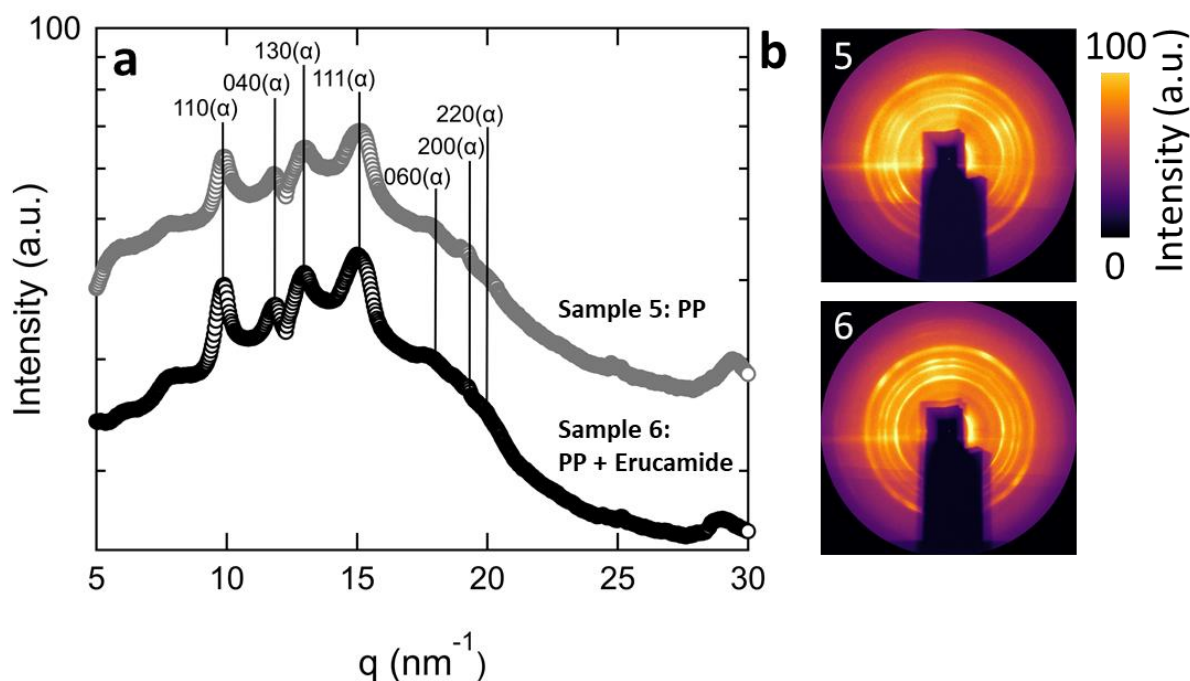 100
a
130(α)
040(α)
111(α)
110(α)
220(α)
200(α)
060(α)
Sample 5: PP
Sample 6:
PP + Erucamide
Intensity (a.u.)
5
10
15
20
25
30
q (nm⁻¹)
b
5
6
100
0
Intensity (a.u.)